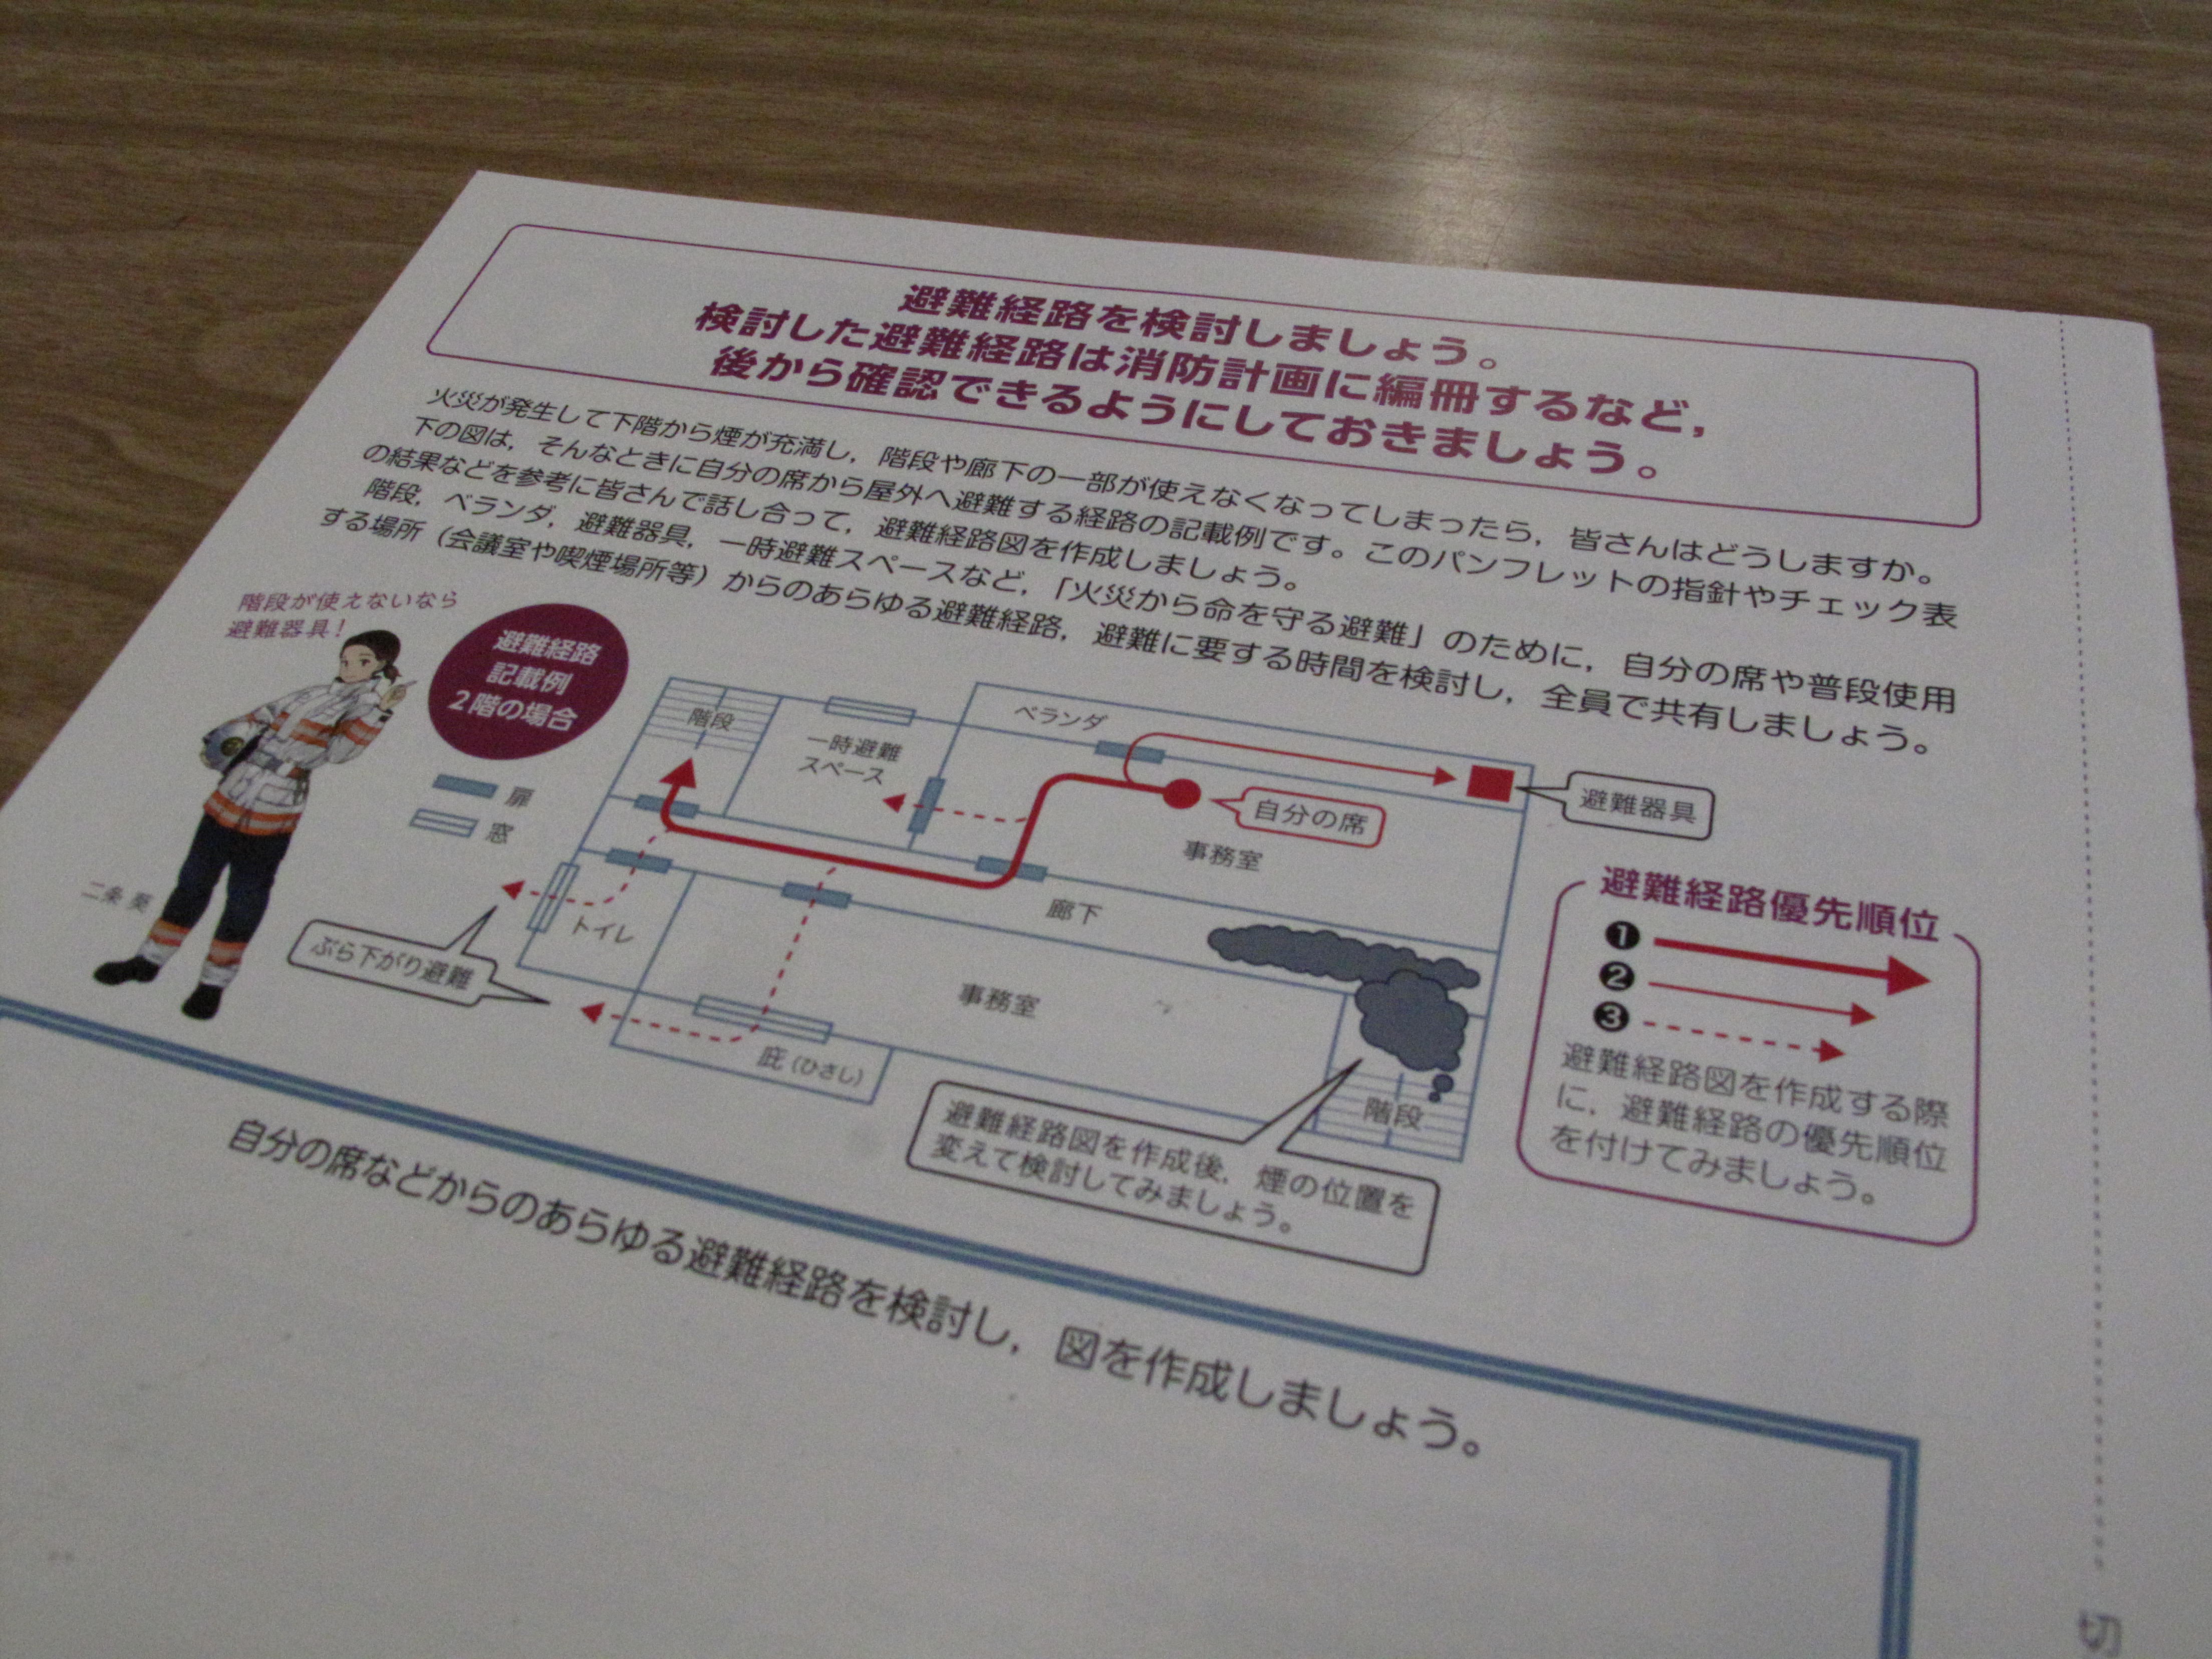 避難経路を検討しましょう。
検討した避難経路は消防計画に編冊するなど，
後から確認できるようにしておきましょう。
火災が発生して下階から煙が充満し，階段や廊下の一部が使えなくなってしまったら，皆さんはどうしますか。
下の図は，そんなときに自分の席から屋外へ避難する経路の記載例です。このパンフレットの指針やチェック表
の結果などを参考に皆さんで話し合って，避難経路図を作成しましょう。
階段，ベランダ，避難器具，一時避難スペースなど，「火災から命を守る避難」のために，自分の席や普段使用
する場所（会議室や喫煙場所等）からのあらゆる避難経路，避難に要する時間を検討し，全員で共有しましょう。
階段が使えないなら
避難器具！
避難経路
記載例
２階の場合
扉
窓
二条 葵
階段
一時避難
スペース
ベランダ
自分の席
避難器具
事務室
廊下
トイレ
ぶら下がり避難
事務室
庇（ひさし）
階段
避難経路図を作成後，煙の位置を
変えて検討してみましょう。
避難経路優先順位
❶
❷
❸
避難経路図を作成する際
に，避難経路の優先順位
を付けてみましょう。
自分の席などからのあらゆる避難経路を検討し，図を作成しましょう。
切